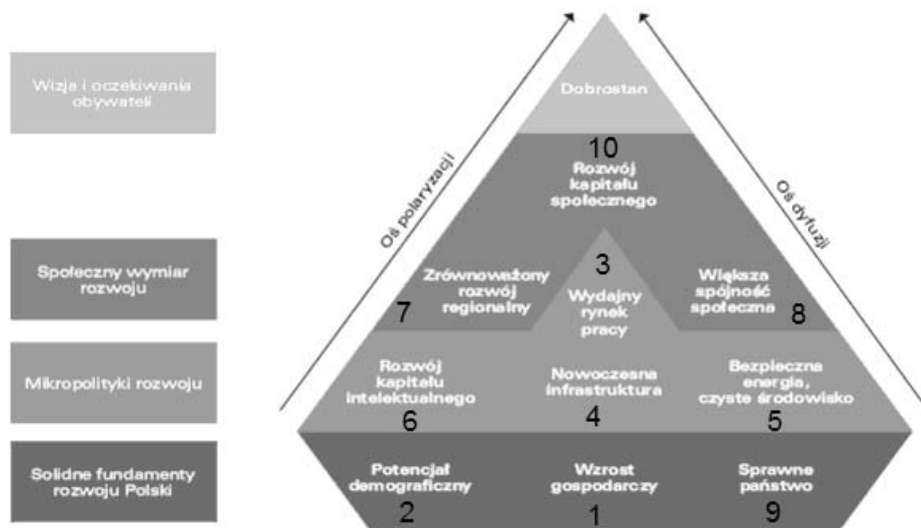 Wizja i oczekiwania
obywateli
Dobrostan
Oś polaryzacji
Oś dyfuzji
10
Rozwój
kapitału
społecznego
Społeczny wymiar
rozwoju
Zrównoważony
rozwój
regionalny
7
3
Wydajny
rynek
pracy
Większa
spójność
społeczna
8
Mikropolityki rozwoju
Rozwój
kapitału
intelektualnego
6
Nowoczesna
infrastruktura
4
Bezpieczna
energia,
czyste środowisko
5
Solidne fundamenty
rozwoju Polski
Potencjał
demograficzny
2
Wzrost
gospodarczy
1
Sprawne
państwo
9